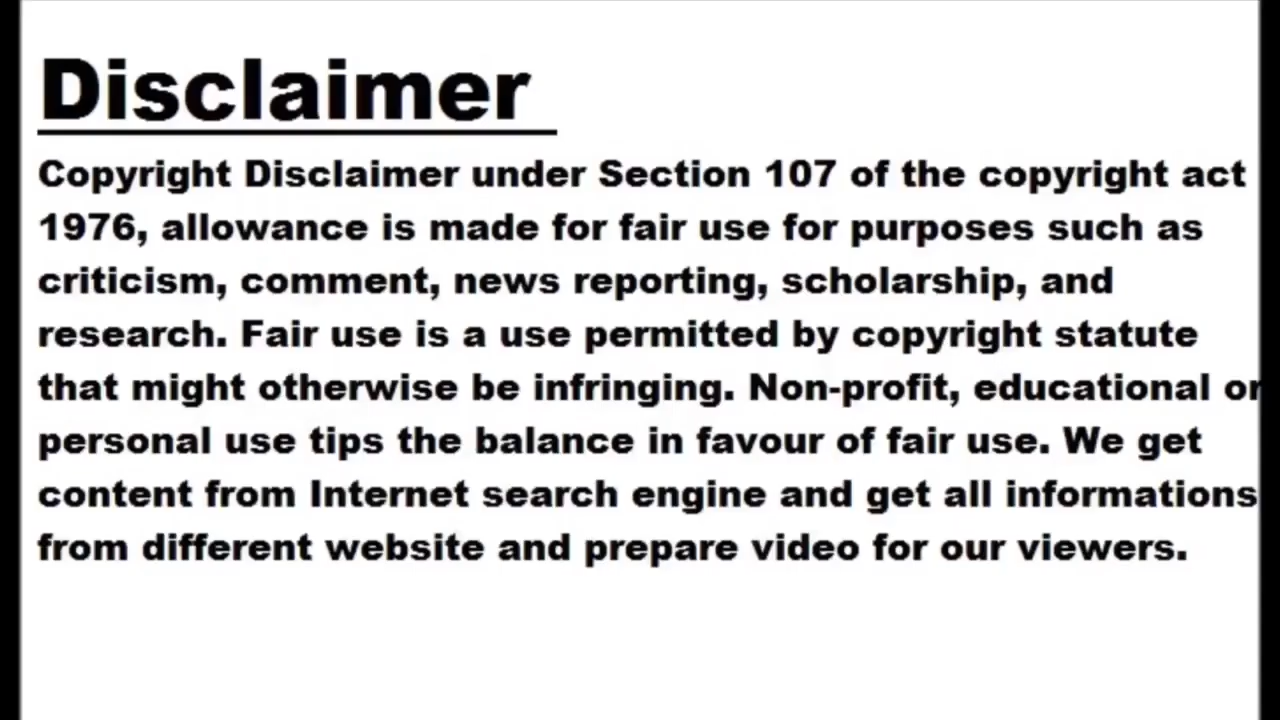 Disclaimer
Copyright Disclaimer under Section 107 of the copyright act
1976, allowance is made for fair use for purposes such as
criticism, comment, news reporting, scholarship, and
research. Fair use is a use permitted by copyright statute
that might otherwise be infringing. Non-profit, educational or
personal use tips the balance in favour of fair use. We get
content from Internet search engine and get all informations
from different website and prepare video for our viewers.